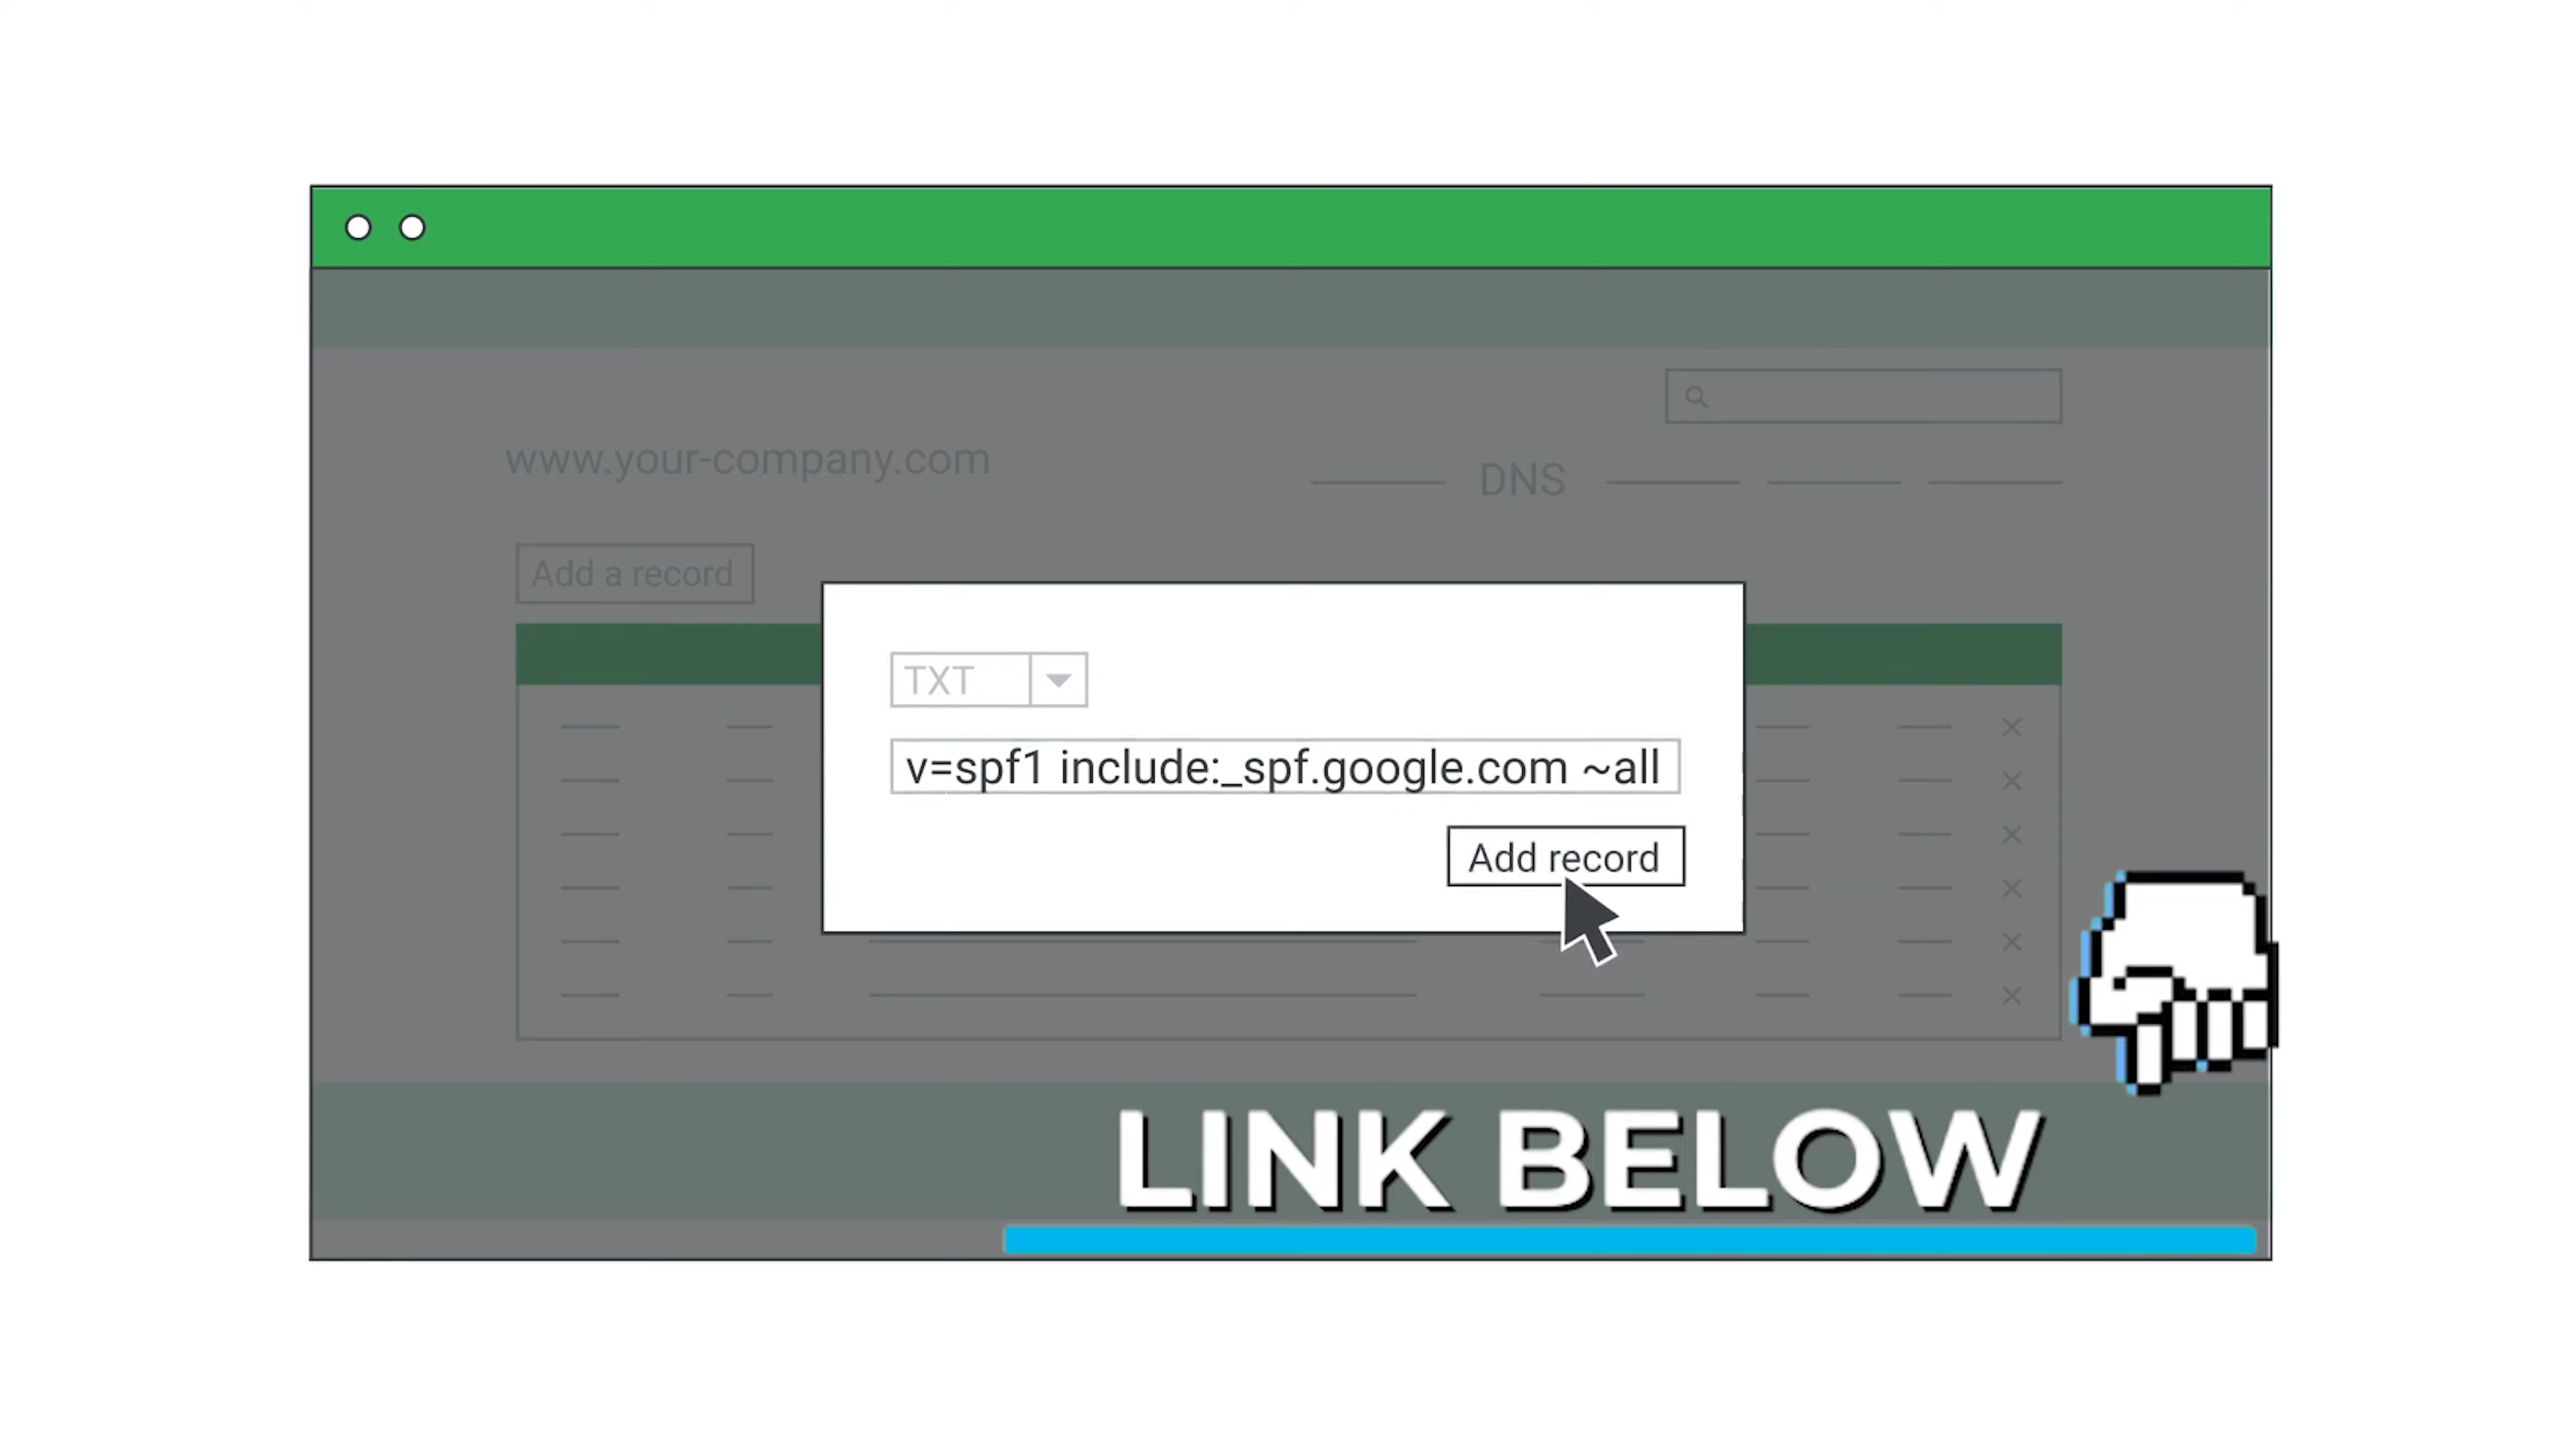 www.your-company.com
DNS
Add a record
TXT
v=spf1 include:_spf.google.com ~all
Add record
LINK BELOW